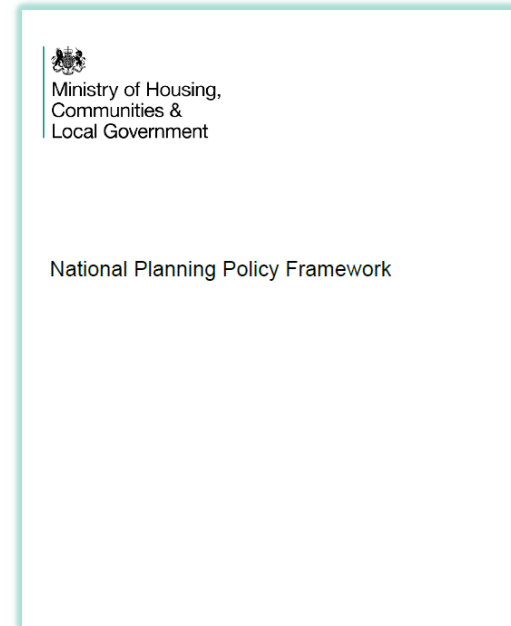 Ministry of Housing,
Communities &
Local Government
National Planning Policy Framework